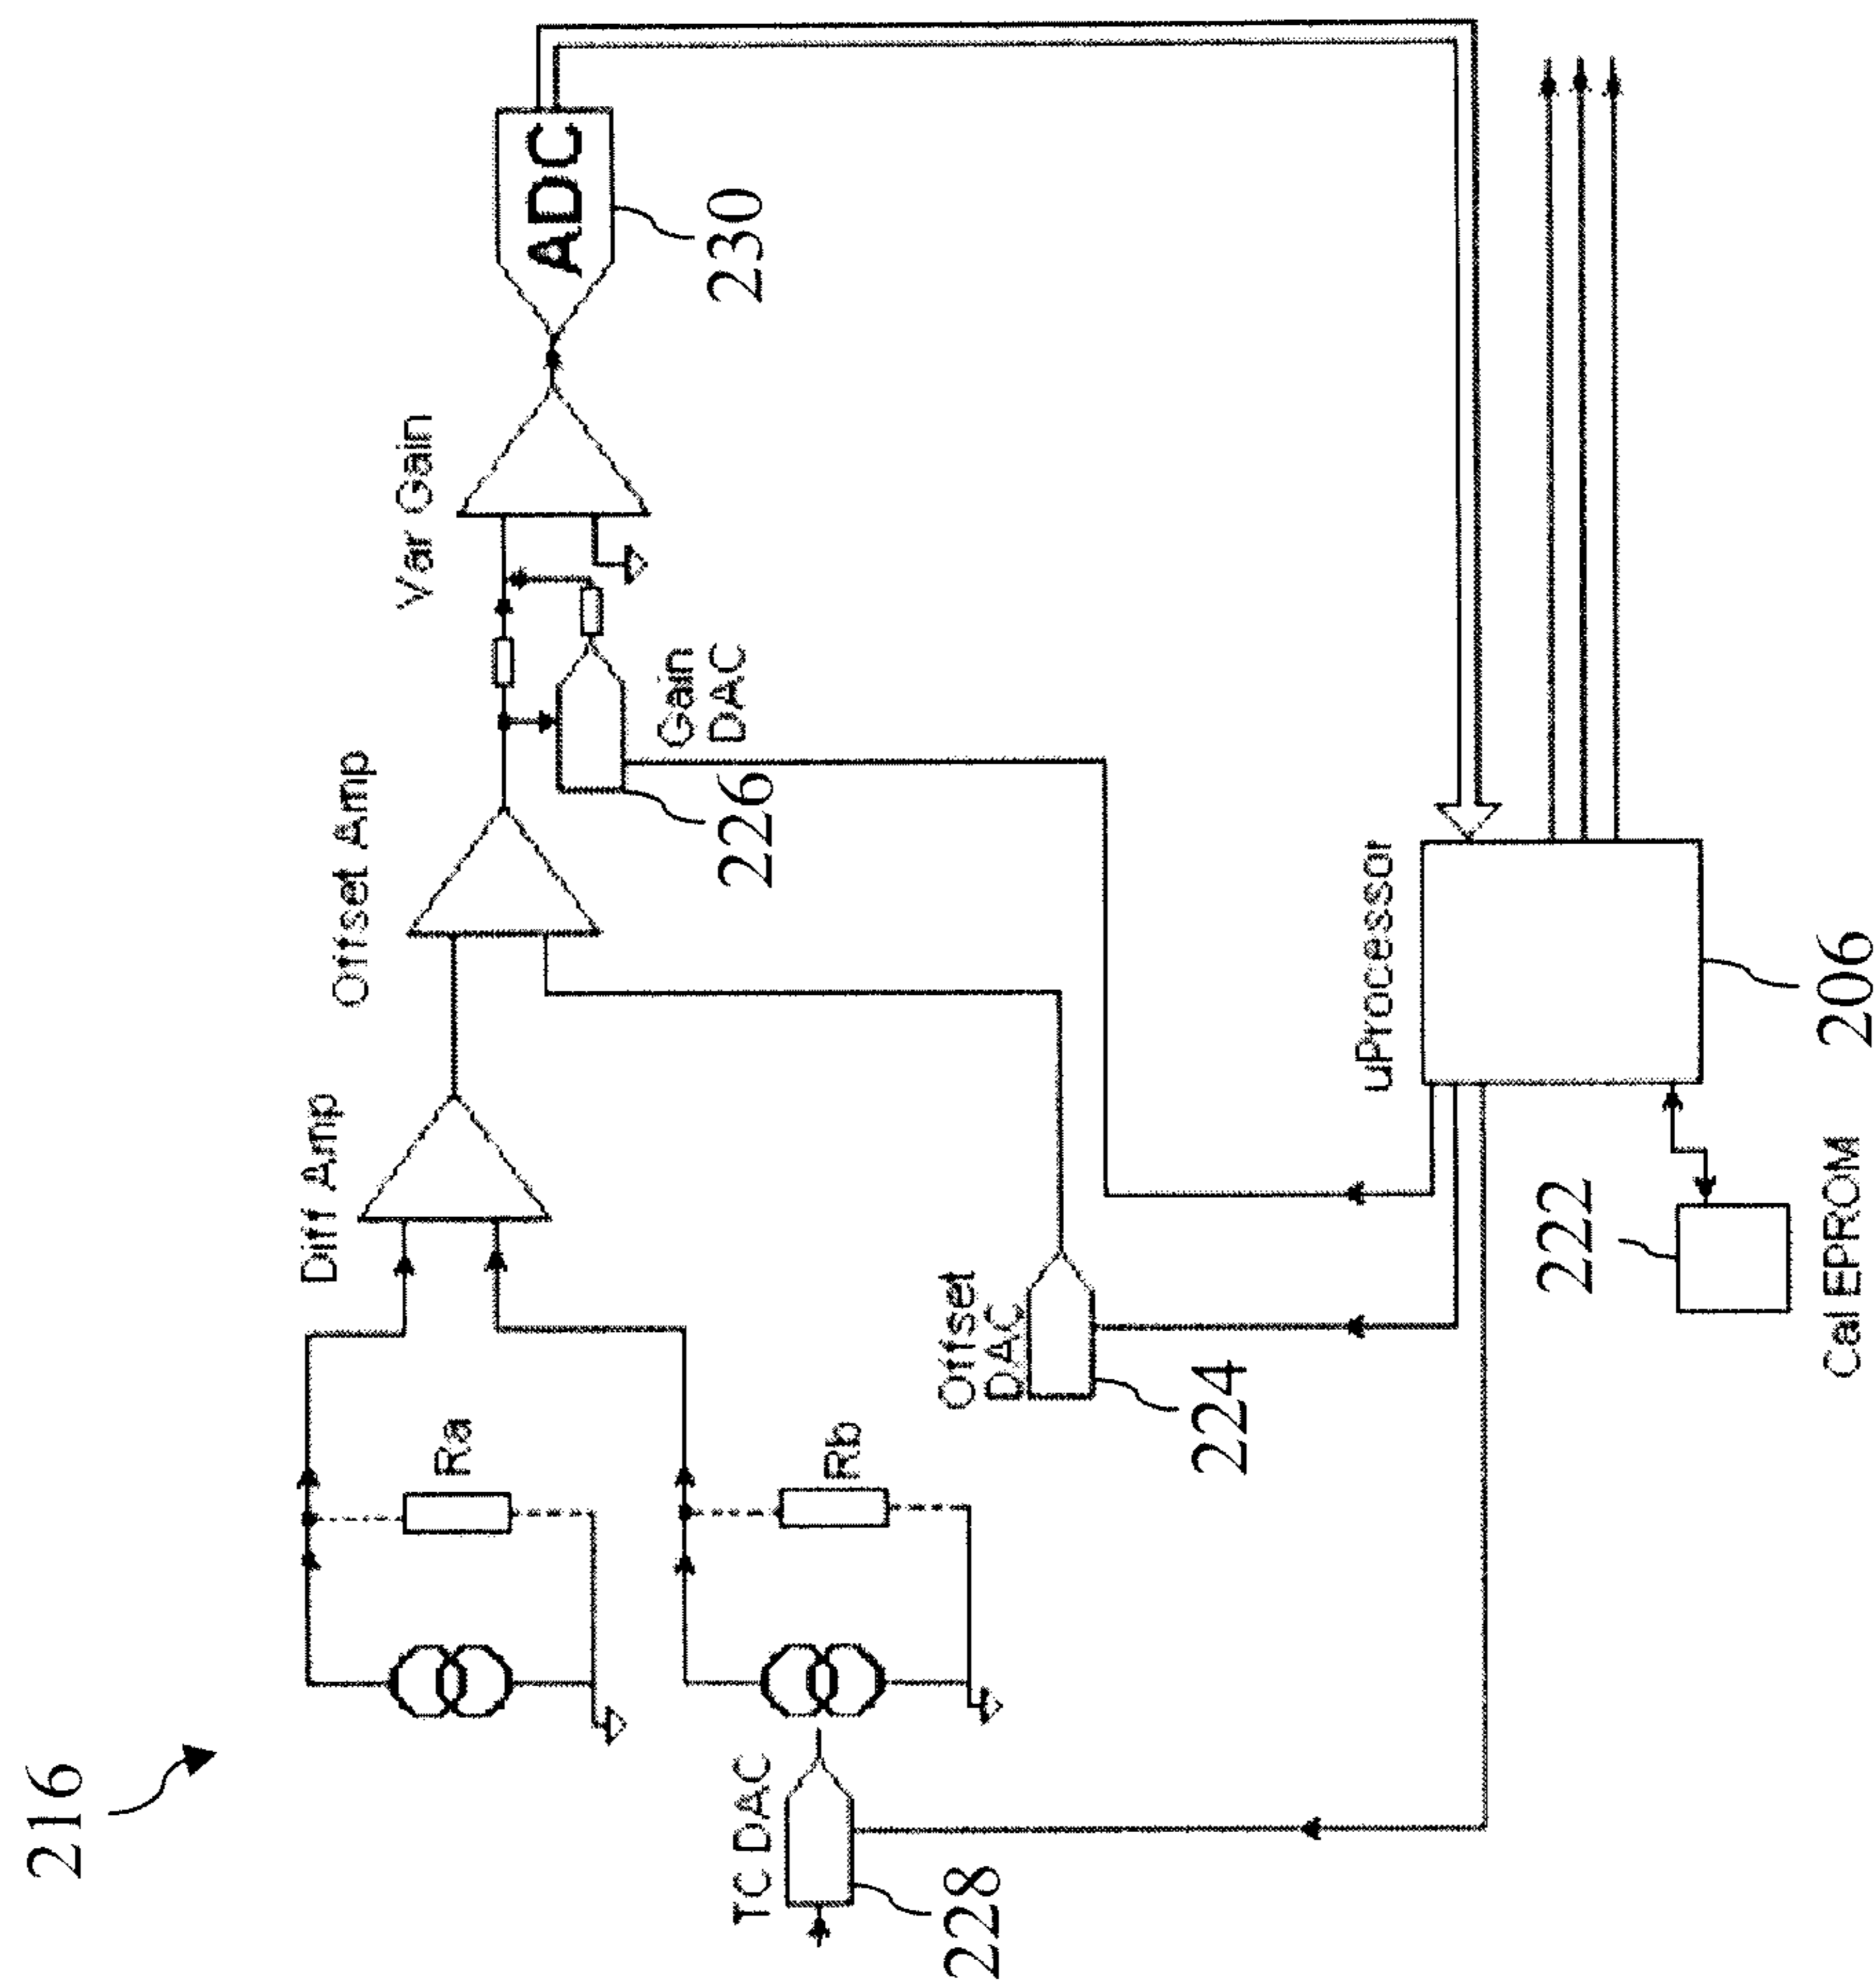 216
Diff Amp
Offset Amp
Var Gain
ADC
230
Ra
Rb
Gain
DAC
226
TC DAC
228
Offset
DAC
224
uProcessor
206
222
Cal EPROM